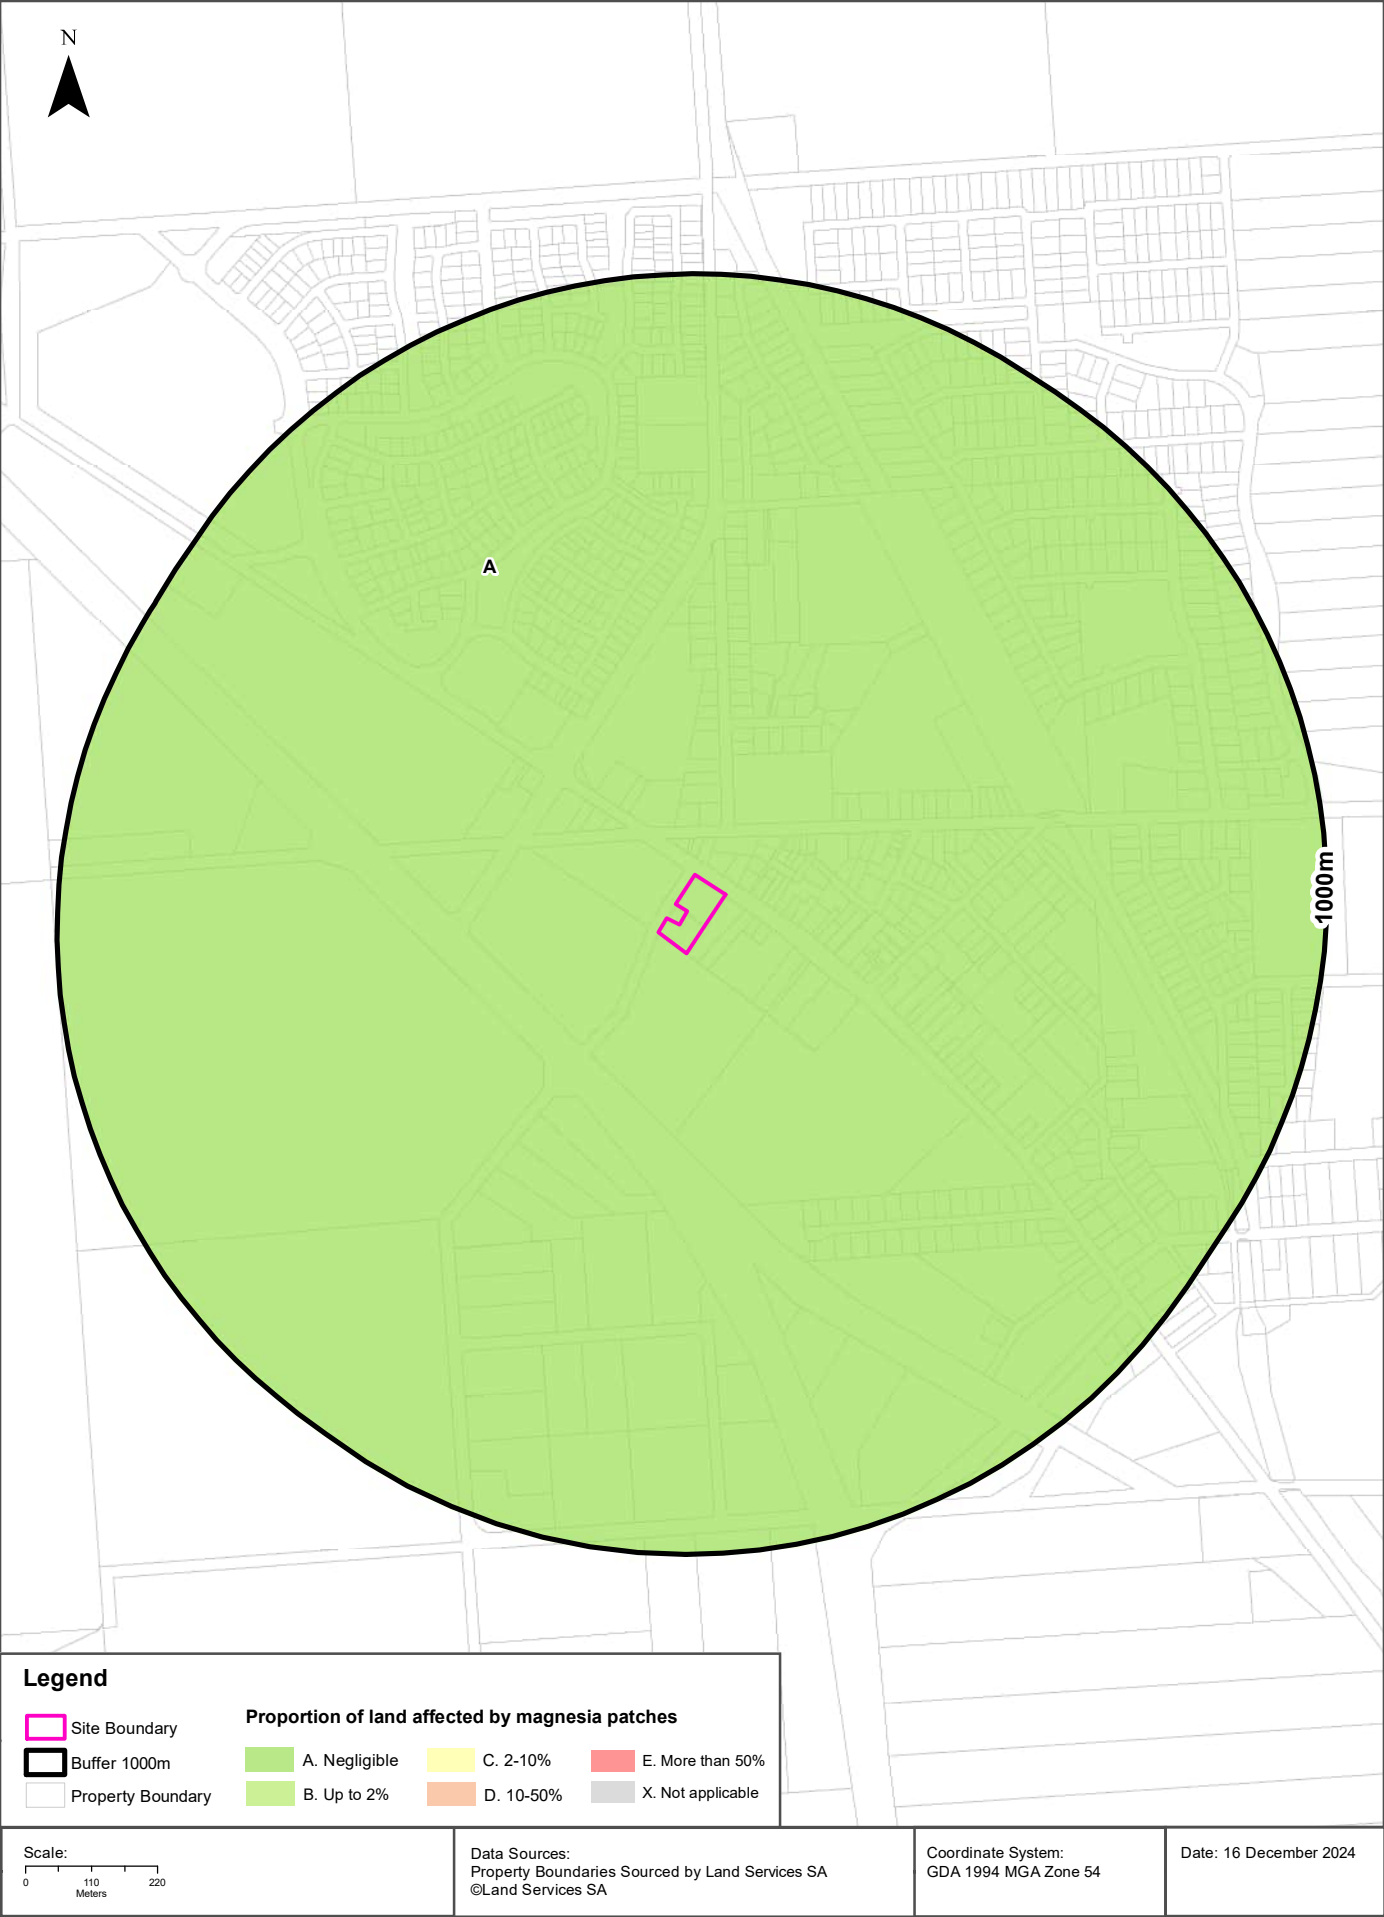 N
A
1000m
Legend
Site Boundary
Buffer 1000m
Property Boundary
Proportion of land affected by magnesia patches
A. Negligible
B. Up to 2%
C. 2-10%
D. 10-50%
E. More than 50%
X. Not applicable
Scale:
0 110 220
Meters
Data Sources:
Property Boundaries Sourced by Land Services SA
©Land Services SA
Coordinate System:
GDA 1994 MGA Zone 54
Date: 16 December 2024